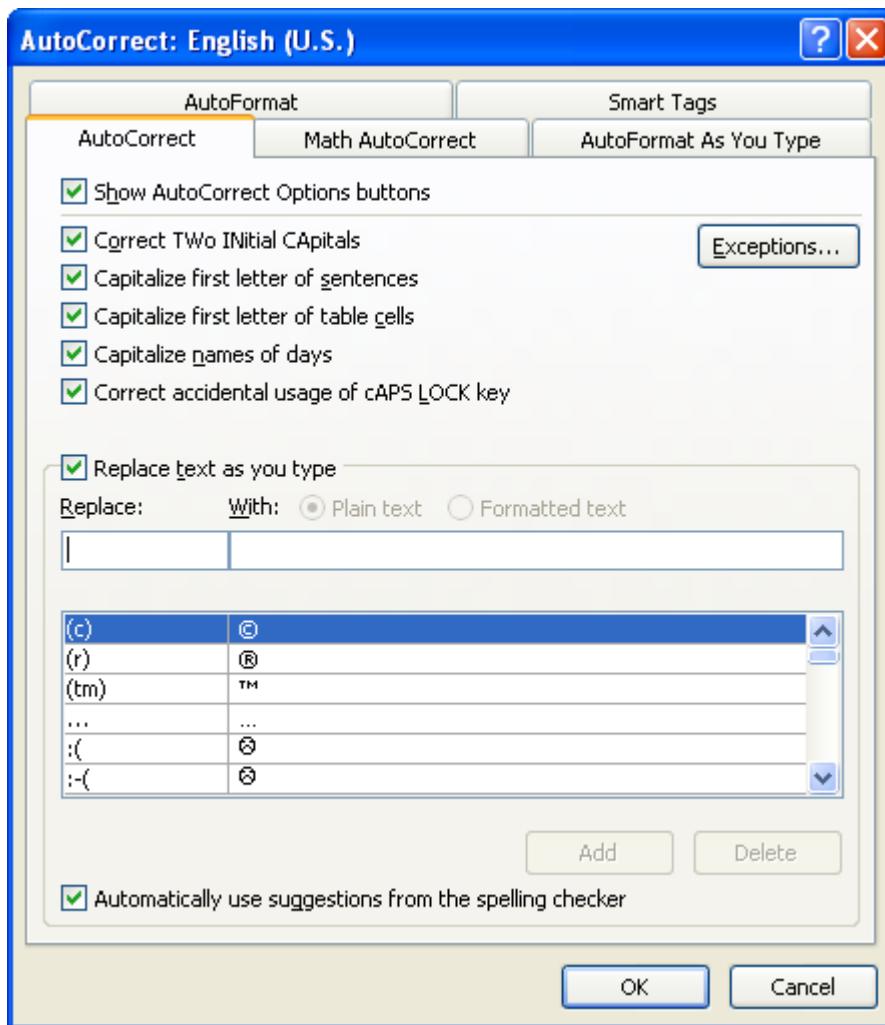 AutoCorrect: English (U.S.)
AutoFormat Smart Tags
AutoCorrect Math AutoCorrect AutoFormat As You Type
Show AutoCorrect Options buttons
Correct TWo INitial CApitals Exceptions...
Capitalize first letter of sentences
Capitalize first letter of table cells
Capitalize names of days
Correct accidental usage of cAPS LOCK key
Replace text as you type
Replace: With: Plain text Formatted text
(c) ©
(r) ®
(tm) ™
... …
:( ☹
:-( ☹
Add Delete
Automatically use suggestions from the spelling checker
OK Cancel